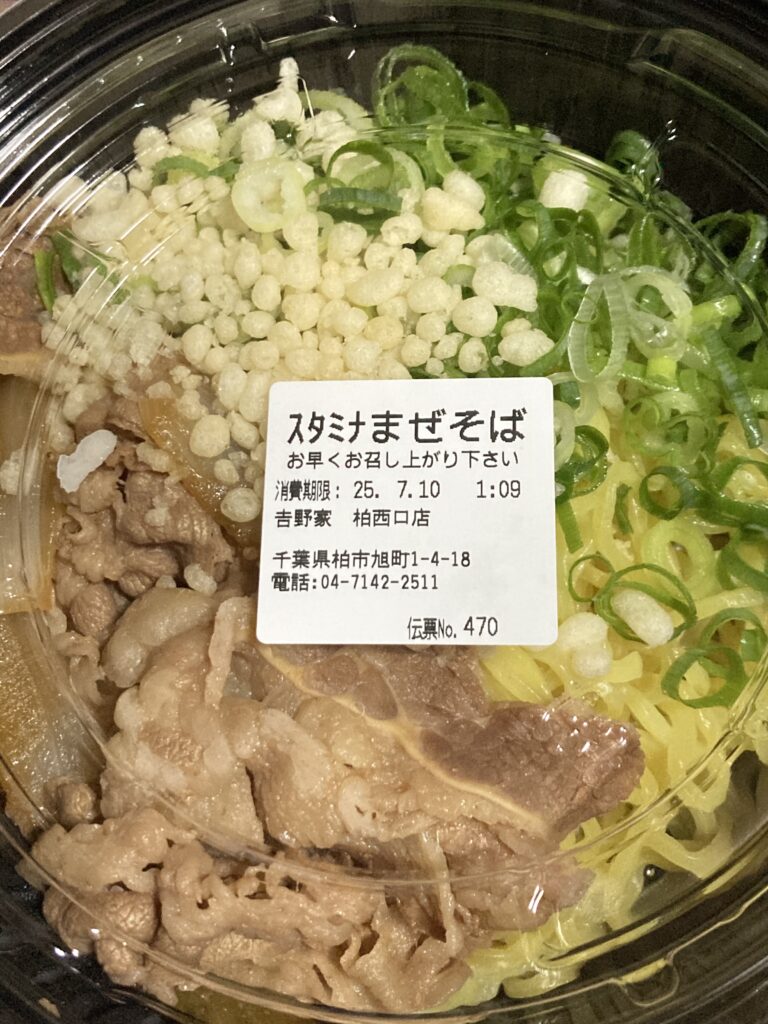 ｽﾀﾐﾅまぜそば
お早くお召し上がり下さい
消費期限: 25. 7.10 1:09
吉野家 柏西口店
千葉県柏市旭町1-4-18
電話:04-7142-2511
伝票No. 470